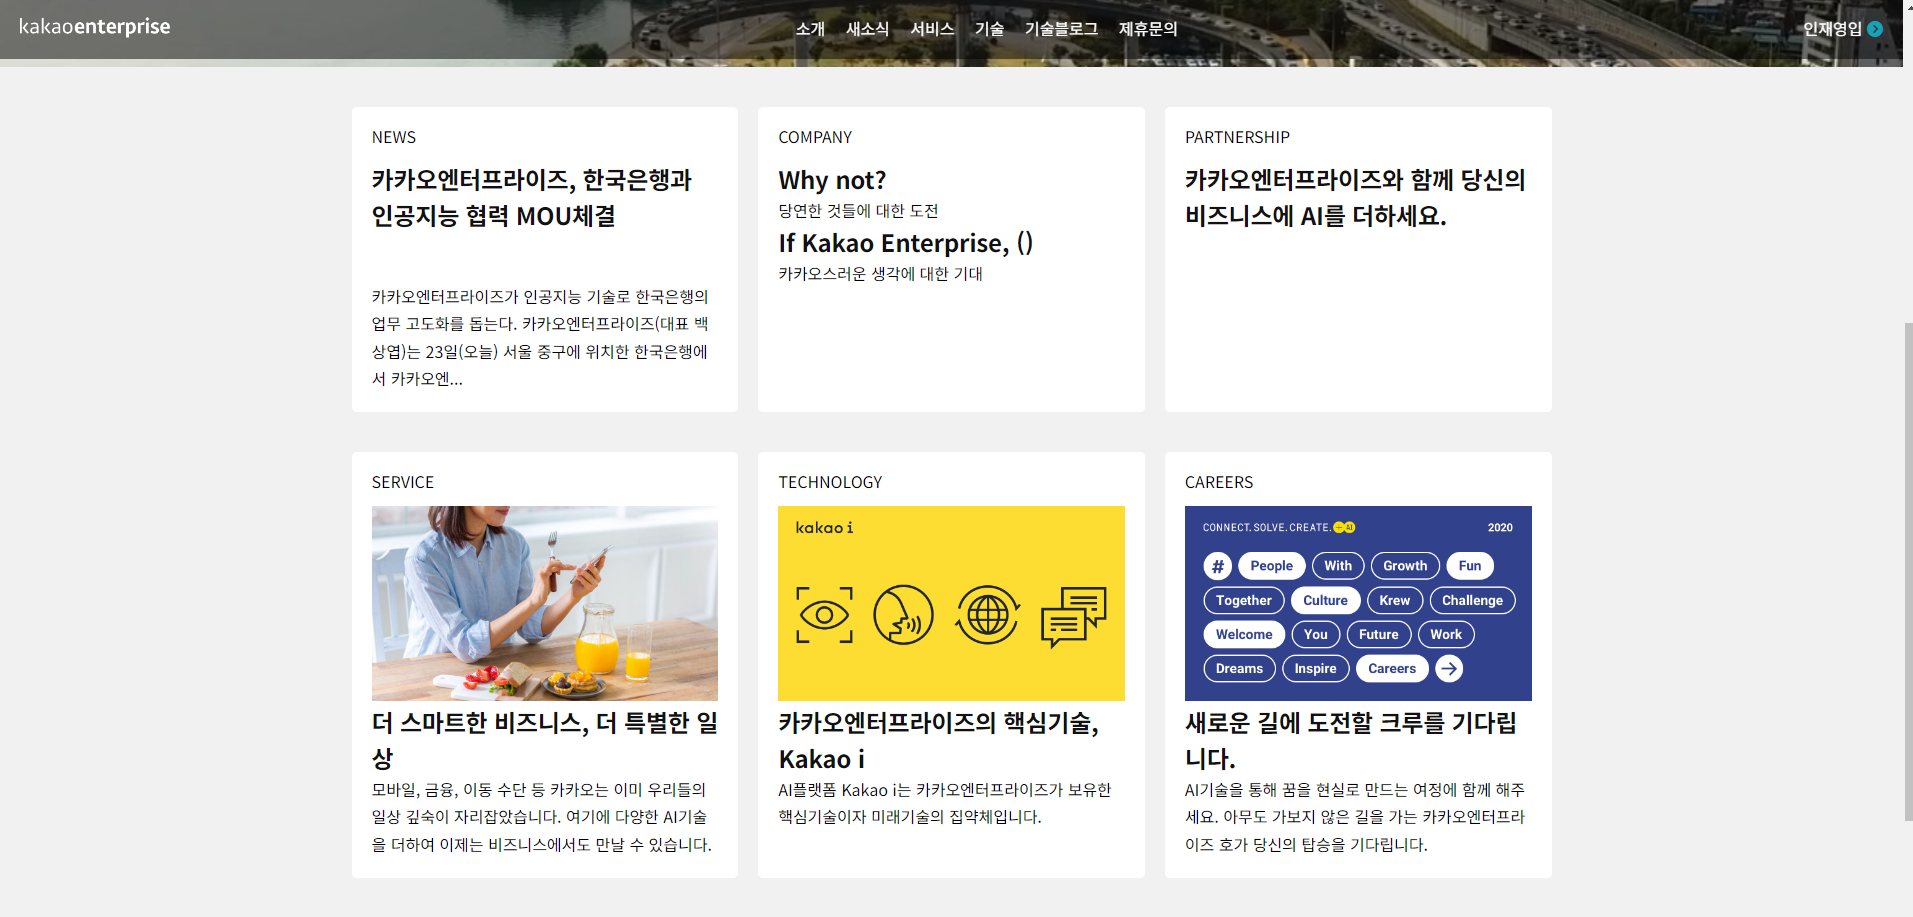 kakaoenterprise
소개 새소식 서비스 기술 기술블로그 제휴문의
인재영입
NEWS
카카오엔터프라이즈, 한국은행과
인공지능 협력 MOU체결
카카오엔터프라이즈가 인공지능 기술로 한국은행의
업무 고도화를 돕는다. 카카오엔터프라이즈(대표 백
상엽)는 23일(오늘) 서울 중구에 위치한 한국은행에
서 카카오엔...
COMPANY
Why not?
당연한 것들에 대한 도전
If Kakao Enterprise, ()
카카오스러운 생각에 대한 기대
PARTNERSHIP
카카오엔터프라이즈와 함께 당신의
비즈니스에 AI를 더하세요.
SERVICE
더 스마트한 비즈니스, 더 특별한 일
상
모바일, 금융, 이동 수단 등 카카오는 이미 우리들의
일상 깊숙이 자리잡았습니다. 여기에 다양한 AI기술
을 더하여 이제는 비즈니스에서도 만날 수 있습니다.
TECHNOLOGY
kakao i
카카오엔터프라이즈의 핵심기술,
Kakao i
AI플랫폼 Kakao i는 카카오엔터프라이즈가 보유한
핵심기술이자 미래기술의 집약체입니다.
CAREERS
CONNECT. SOLVE. CREATE. AI
2020
# People With Growth Fun
Together Culture Krew Challenge
Welcome You Future Work
Dreams Inspire Careers →
새로운 길에 도전할 크루를 기다립
니다.
AI기술을 통해 꿈을 현실로 만드는 여정에 함께 해주
세요. 아무도 가보지 않은 길을 가는 카카오엔터프라
이즈 호가 당신의 탑승을 기다립니다.